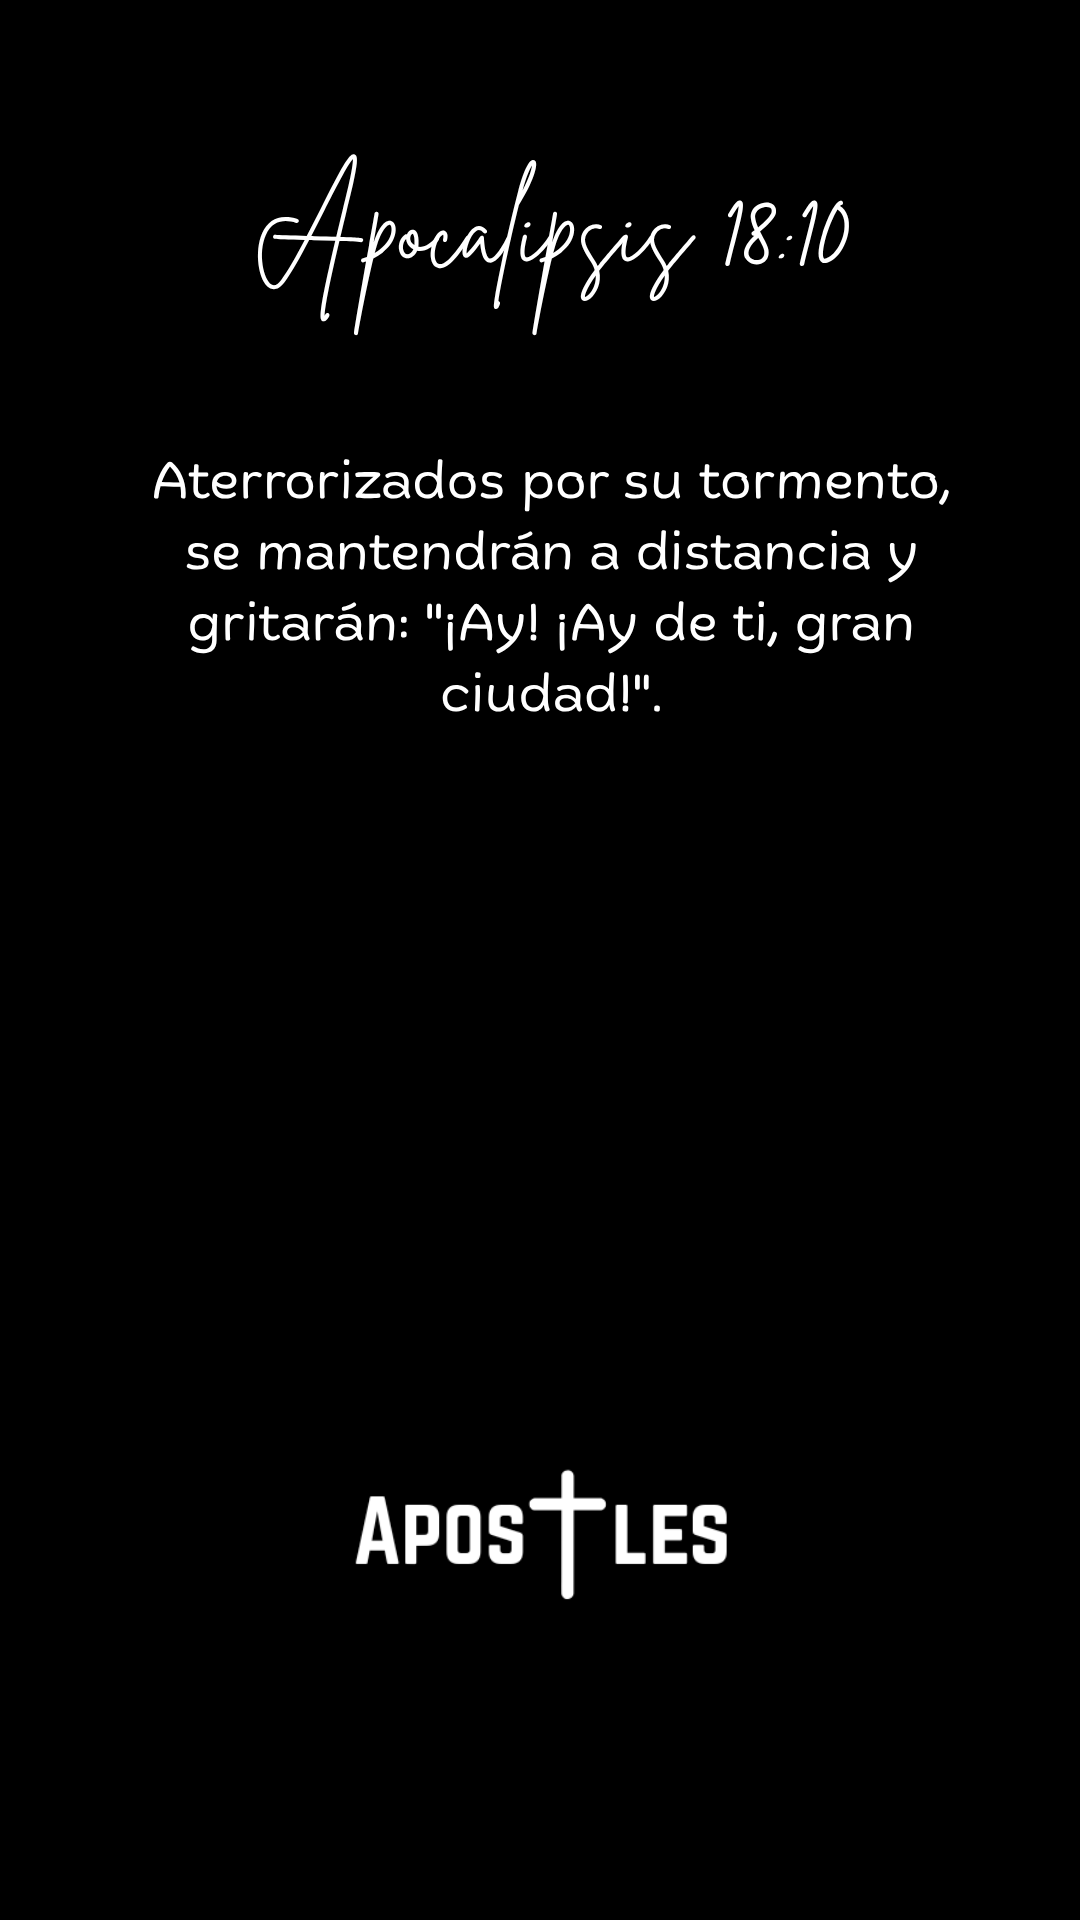 Apocalipsis 18:10
Aterrorizados por su tormento,
se mantendrán a distancia y
gritarán: "¡Ay! ¡Ay de ti, gran
ciudad!".
APOSTLES